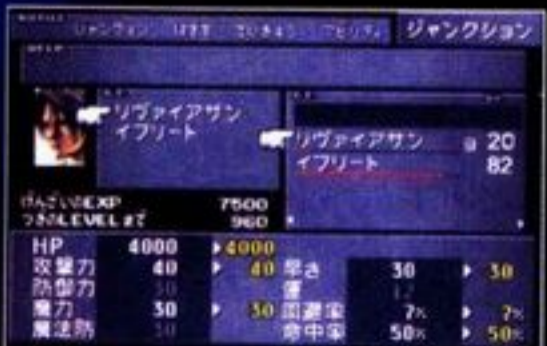 ジャンクション
HELP
リヴァイアサン
イフリート
リヴァイアサン 20
イフリート 82
げんざいのEXP 7500
つぎのLEVELまで 960
HP 4000 ▶ 4000
攻撃力 40 ▶ 40
早さ 30 ▶ 30
防御力
運 12
魔力 30 ▶ 30
回避率 7% ▶ 7%
魔法防
命中率 50% ▶ 50%